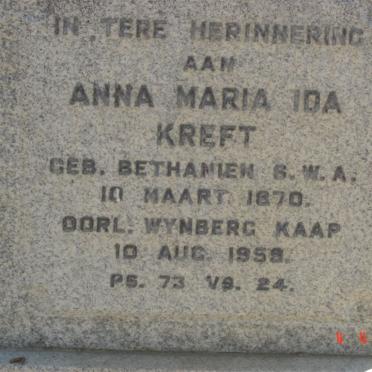 IN TERE HERINNERING
AAN
ANNA MARIA IDA
KREFT
GEB. BETHANIEN S.W.A.
10 MAART 1870.
OORL. WYNBERG KAAP
10 AUG. 1958.
PS. 73 VS. 24.